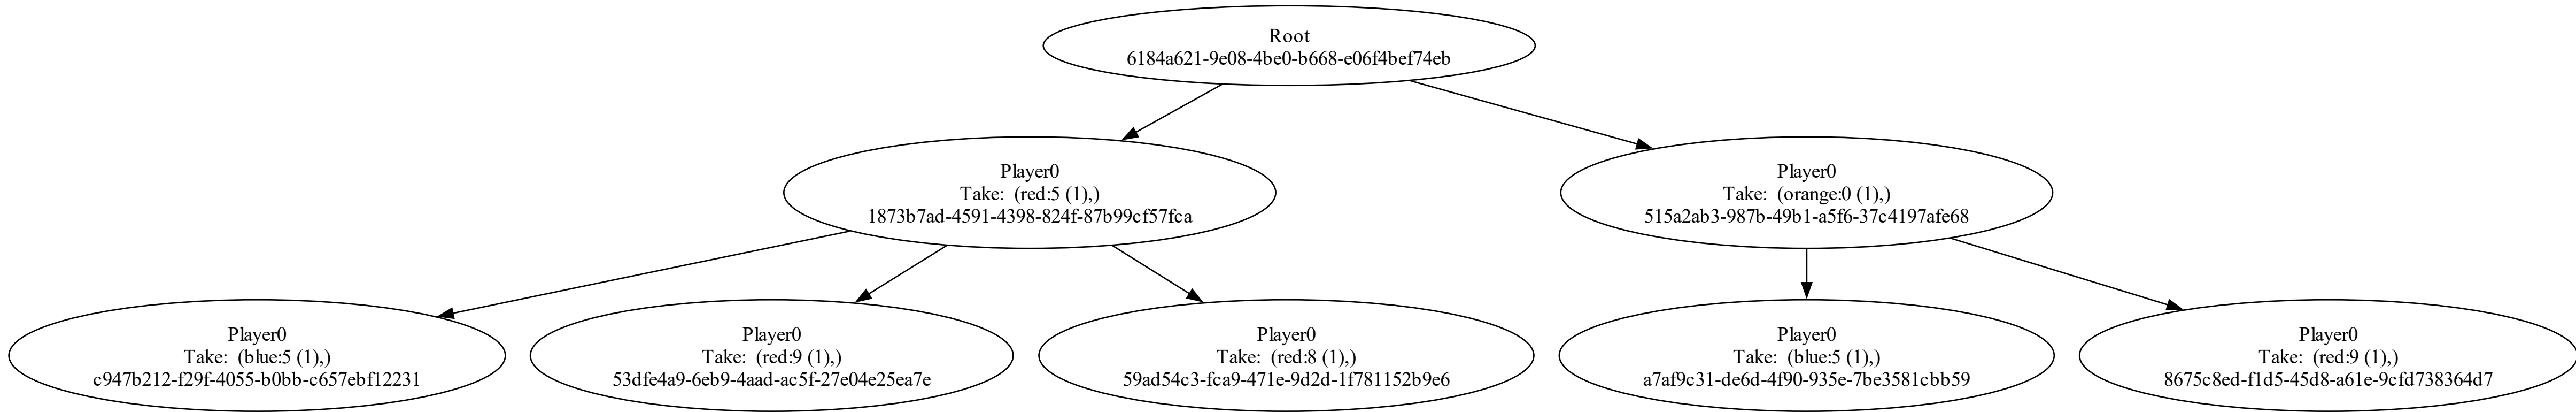 Root
6184a621-9e08-4be0-b668-e06f4bef74eb
Player0
Take:  (red:5 (1),)
1873b7ad-4591-4398-824f-87b99cf57fca
Player0
Take:  (orange:0 (1),)
515a2ab3-987b-49b1-a5f6-37c4197afe68
Player0
Take:  (blue:5 (1),)
c947b212-f29f-4055-b0bb-c657ebf12231
Player0
Take:  (red:9 (1),)
53dfe4a9-6eb9-4aad-ac5f-27e04e25ea7e
Player0
Take:  (red:8 (1),)
59ad54c3-fca9-471e-9d2d-1f781152b9e6
Player0
Take:  (blue:5 (1),)
a7af9c31-de6d-4f90-935e-7be3581cbb59
Player0
Take:  (red:9 (1),)
8675c8ed-f1d5-45d8-a61e-9cfd738364d7